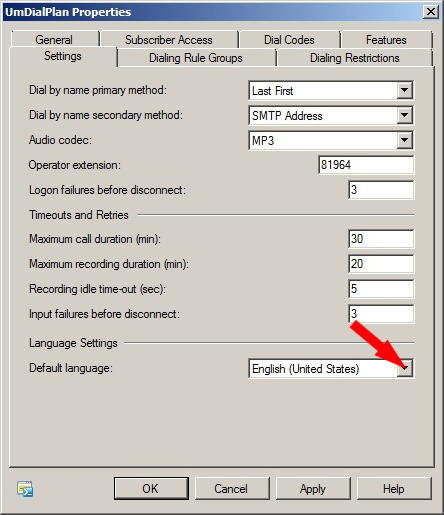 UmDialPlan Properties
General Subscriber Access Dial Codes Features
Settings Dialing Rule Groups Dialing Restrictions
Dial by name primary method: Last First
Dial by name secondary method: SMTP Address
Audio codec: MP3
Operator extension: 81964
Logon failures before disconnect: 3
Timeouts and Retries
Maximum call duration (min): 30
Maximum recording duration (min): 20
Recording idle time-out (sec): 5
Input failures before disconnect: 3
Language Settings
Default language: English (United States)
OK Cancel Apply Help